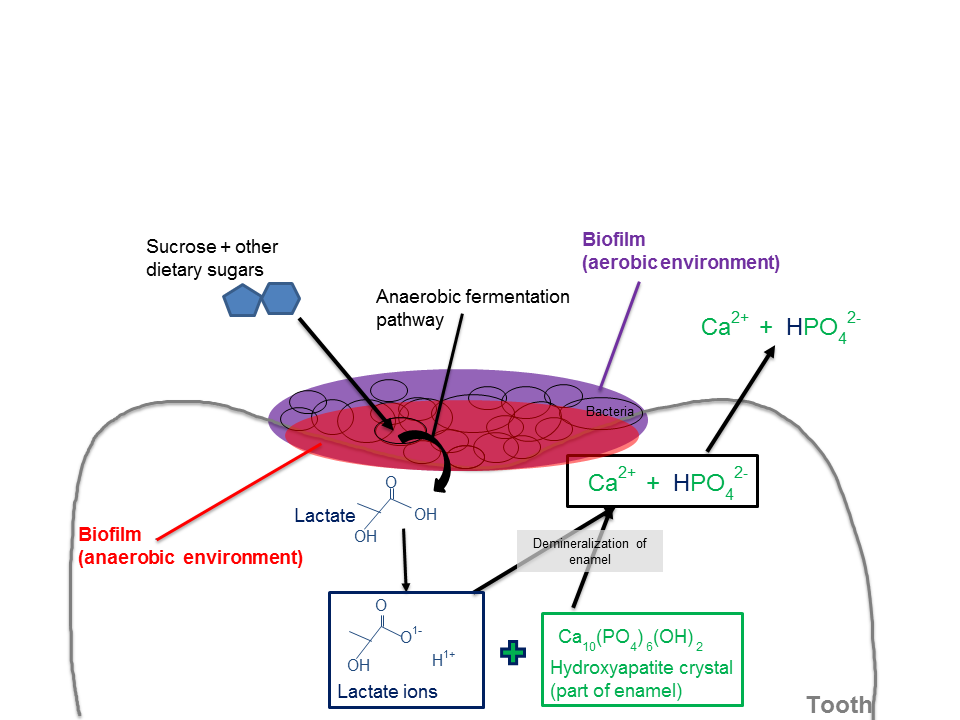 Sucrose + other
dietary sugars
Biofilm
(aerobic environment)
Anaerobic fermentation
pathway
Ca2+ + HPO42-
Bacteria
Ca2+ + HPO42-
O
Lactate
OH
OH
Biofilm
(anaerobic environment)
Demineralization of
enamel
O
O1-
OH
H1+
Lactate ions
Ca10(PO4)6(OH)2
Hydroxyapatite crystal
(part of enamel)
Tooth